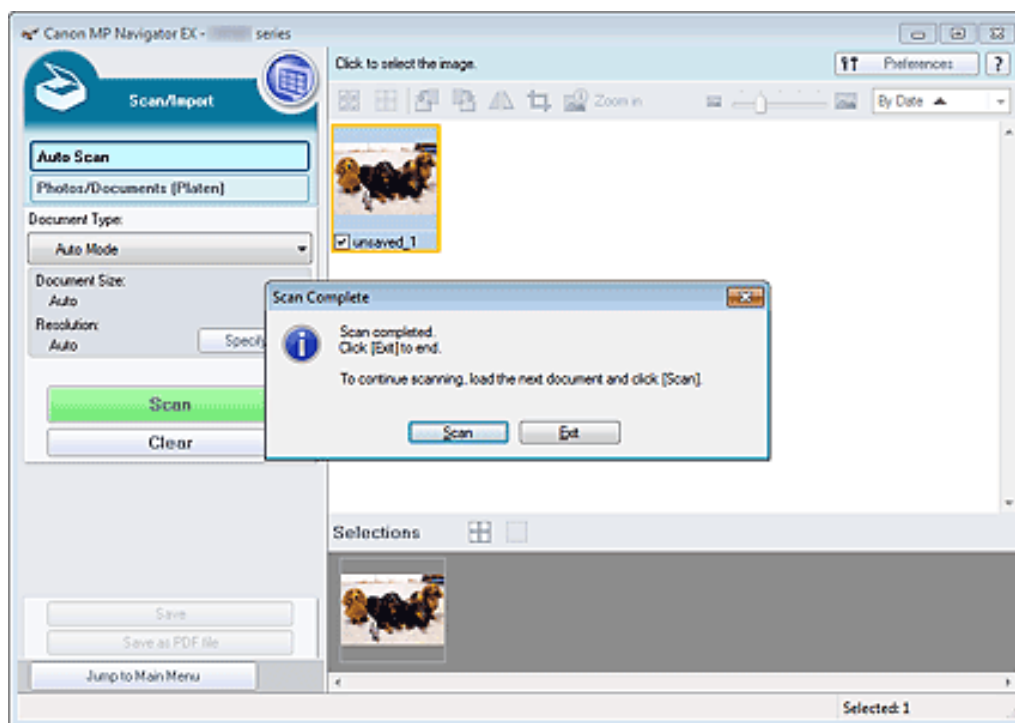 Canon MP Navigator EX - series
Scan/Import
Auto Scan
Photos/Documents (Platen)
Document Type:
Auto Mode
Document Size:
Auto
Resolution:
Auto
Specify
Scan
Clear
Save
Save as PDF file
Jump to Main Menu
Click to select the image.
Preferences
?
Zoom in
By Date
unsaved_1
Scan Complete
Scan completed.
Click [Exit] to end.
To continue scanning, load the next document and click [Scan].
Scan
Exit
Selections
Selected: 1